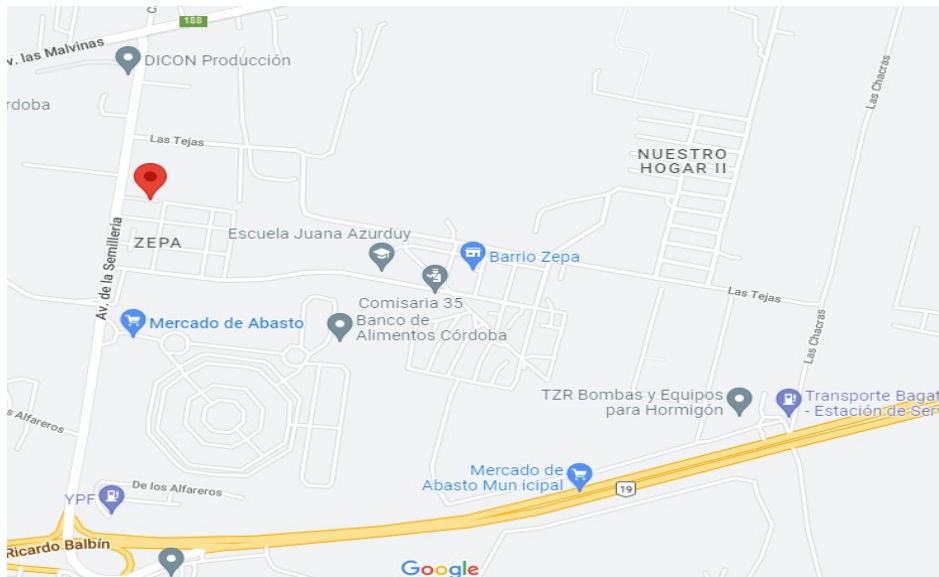 188
v. las Malvinas
DICON Producción
rdoba
Las Tejas
Las Chacras
NUESTRO
HOGAR II
ZEPA
Escuela Juana Azurduy
Barrio Zepa
Av. de la Semillería
Comisaria 35
Banco de
Alimentos Córdoba
Mercado de Abasto
Las Tejas
Las Chacras
TZR Bombas y Equipos
para Hormigón
Transporte Bagat
- Estación de Ser
os Alfareros
Mercado de
Abasto Municipal
19
De los Alfareros
YPF
Ricardo Balbín
Google